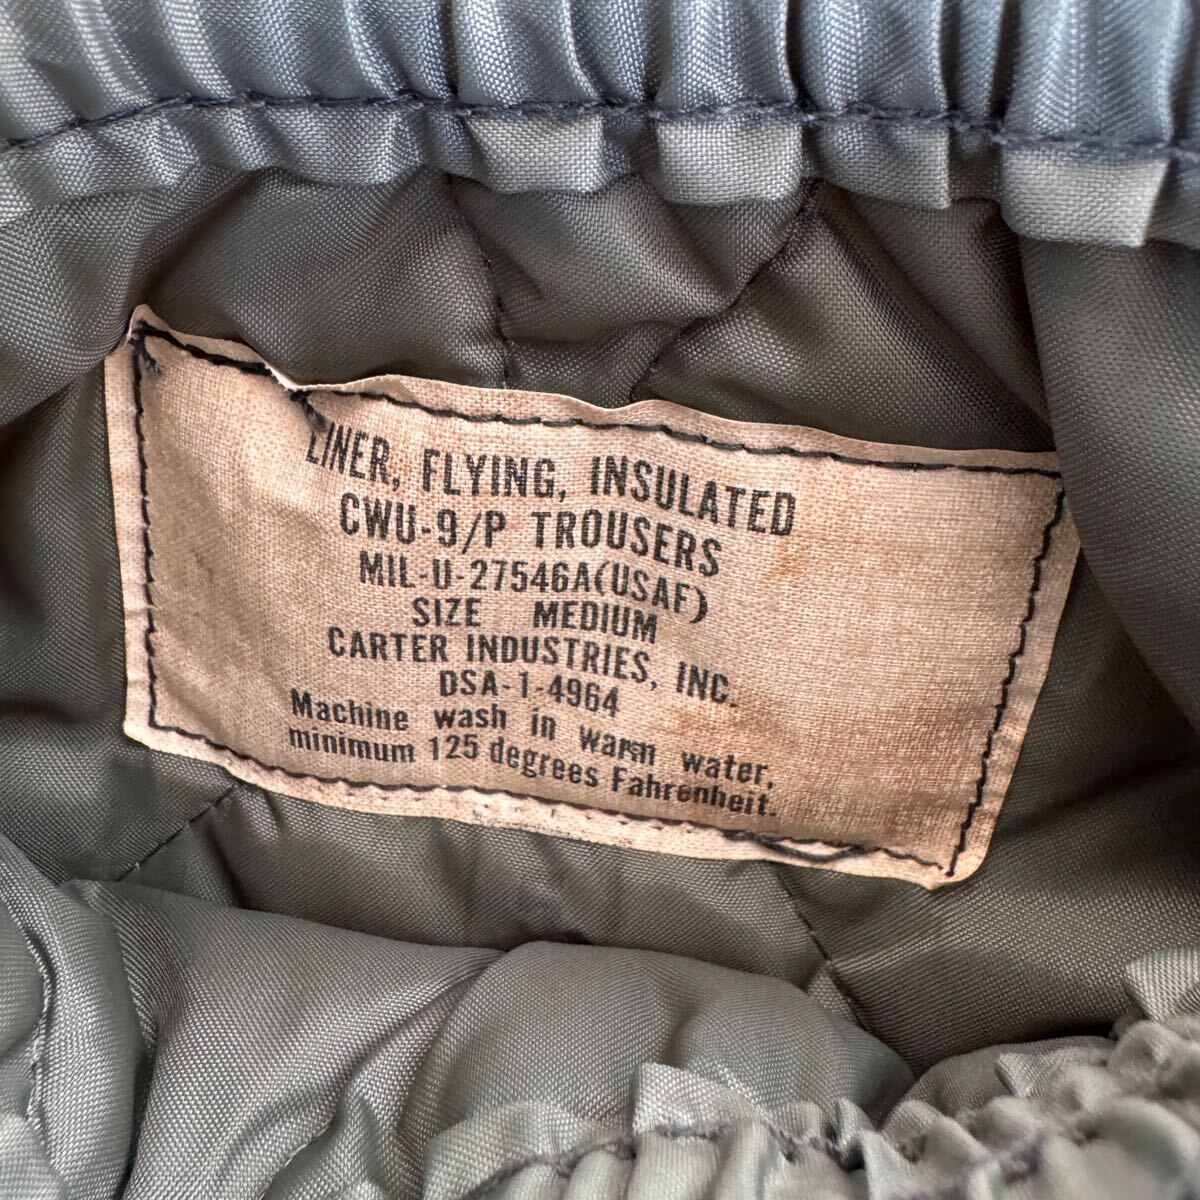 LINER, FLYING, INSULATED
CWU-9/P TROUSERS
MIL-U-27546A(USAF)
SIZE MEDIUM
CARTER INDUSTRIES, INC.
DSA-1-4964
Machine wash in warm water,
minimum 125 degrees Fahrenheit.